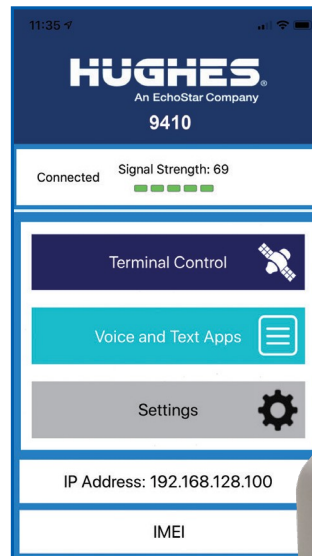 11:35
HUGHES.
An EchoStar Company
9410
Connected
Signal Strength: 69
Terminal Control
Voice and Text Apps
Settings
IP Address: 192.168.128.100
IMEI